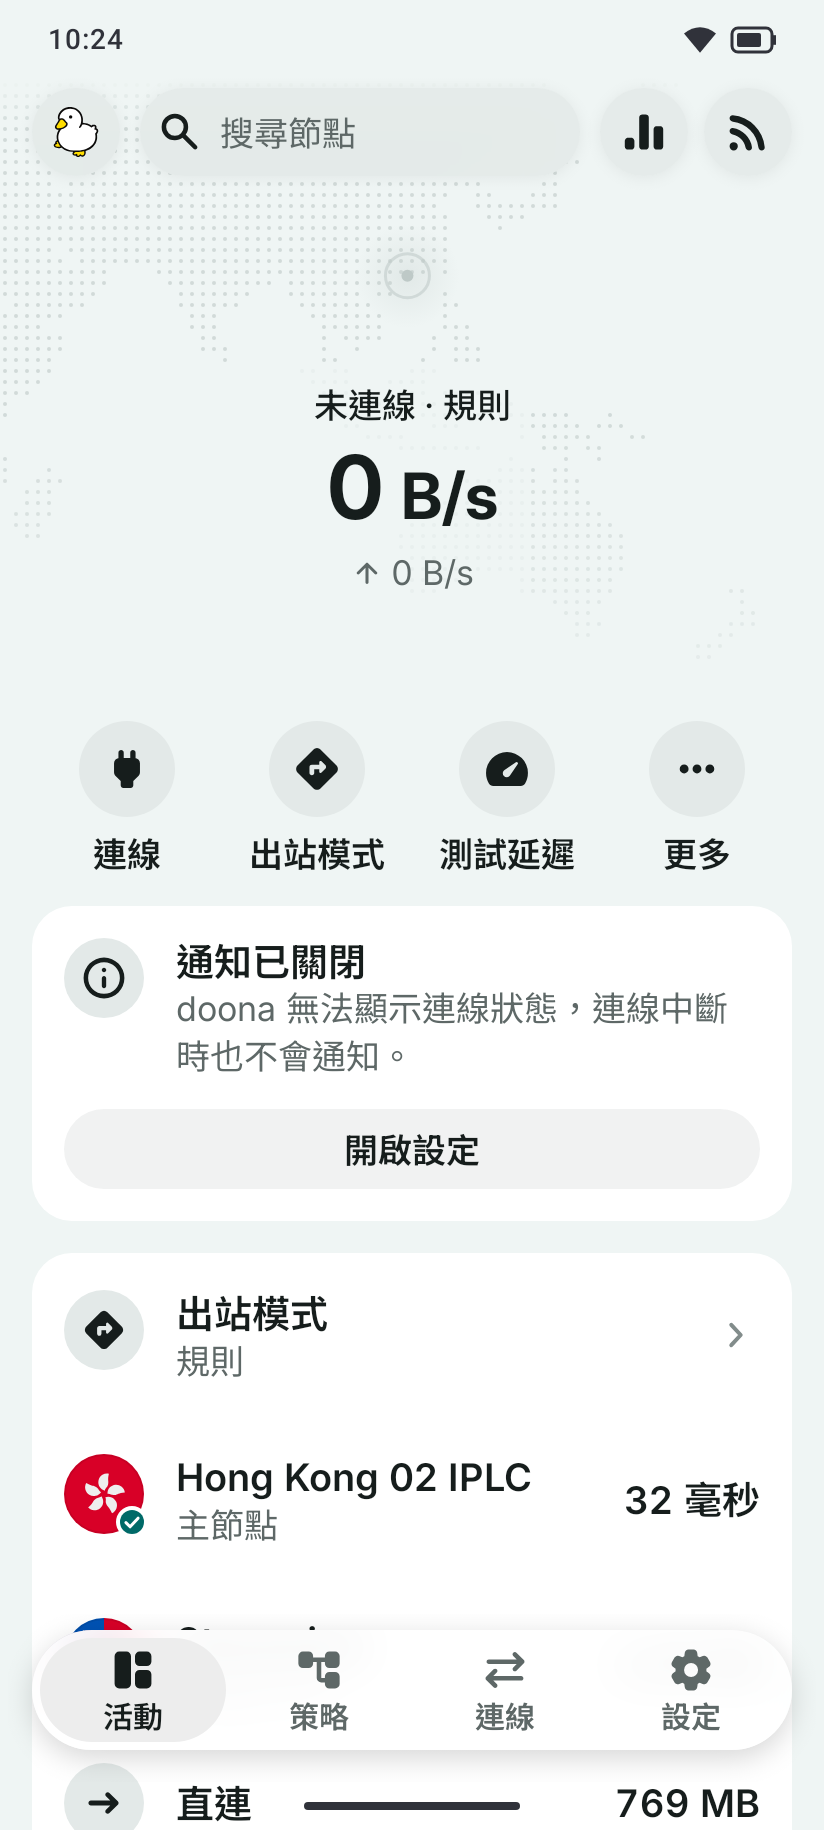 10:24
搜尋節點
未連線 · 規則
0 B/s
↑ 0 B/s
連線
出站模式
測試延遲
更多
通知已關閉
doona 無法顯示連線狀態，連線中斷
時也不會通知。
開啟設定
出站模式
規則
Hong Kong 02 IPLC
32 毫秒
主節點
活動
策略
連線
設定
直連
769 MB